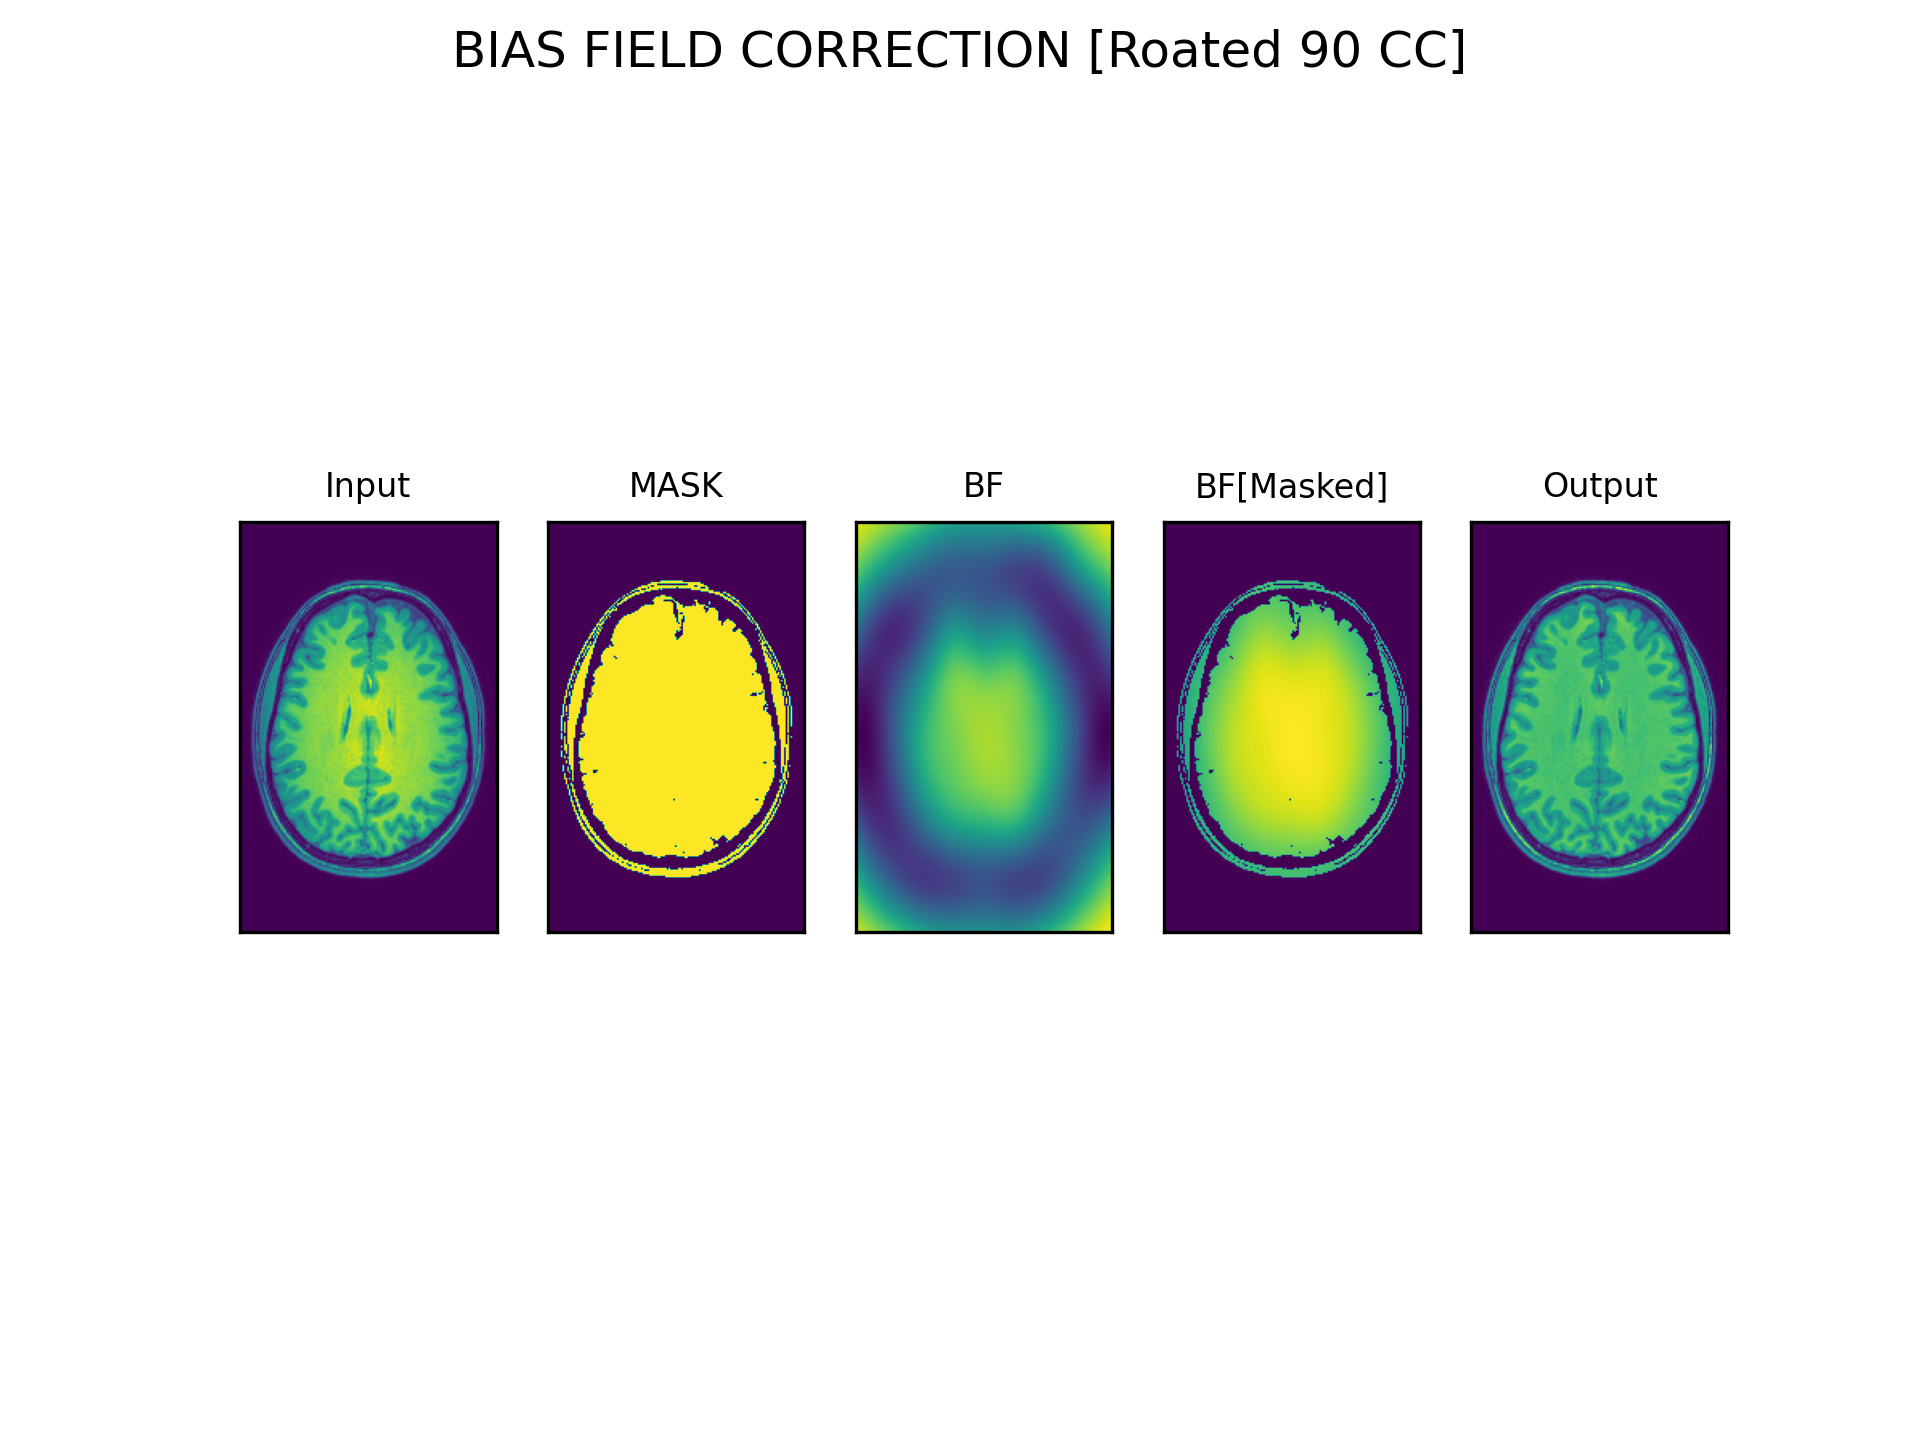 BIAS FIELD CORRECTION [Roated 90 CC]
Input
MASK
BF
BF[Masked]
Output